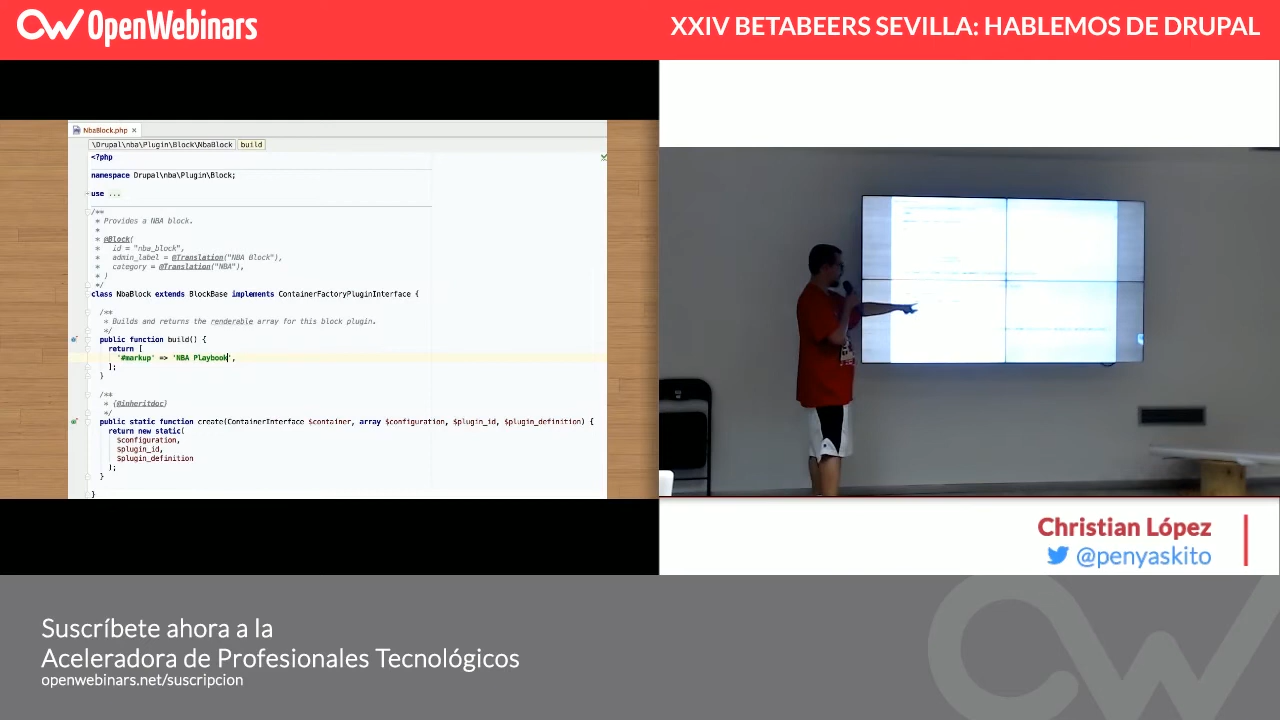 OpenWebinars
XXIV BETABEERS SEVILLA: HABLEMOS DE DRUPAL
NbaBlock.php ×
\Drupal\nba\Plugin\Block\NbaBlock build
<?php
namespace Drupal\nba\Plugin\Block;
use ...
/**
* Provides a NBA block.
*
* @Block(
*   id = "nba_block",
*   admin_label = @Translation("NBA Block"),
*   category = @Translation("NBA"),
* )
*/
class NbaBlock extends BlockBase implements ContainerFactoryPluginInterface {
/**
* Builds and returns the renderable array for this block plugin.
*/
public function build() {
return [
'#markup' => 'NBA Playbook',
];
}
/**
* {@inheritdoc}
*/
public static function create(ContainerInterface $container, array $configuration, $plugin_id, $plugin_definition) {
return new static(
$configuration,
$plugin_id,
$plugin_definition
);
}
}
Christian López
@penyaskito
Suscríbete ahora a la
Aceleradora de Profesionales Tecnológicos
openwebinars.net/suscripcion